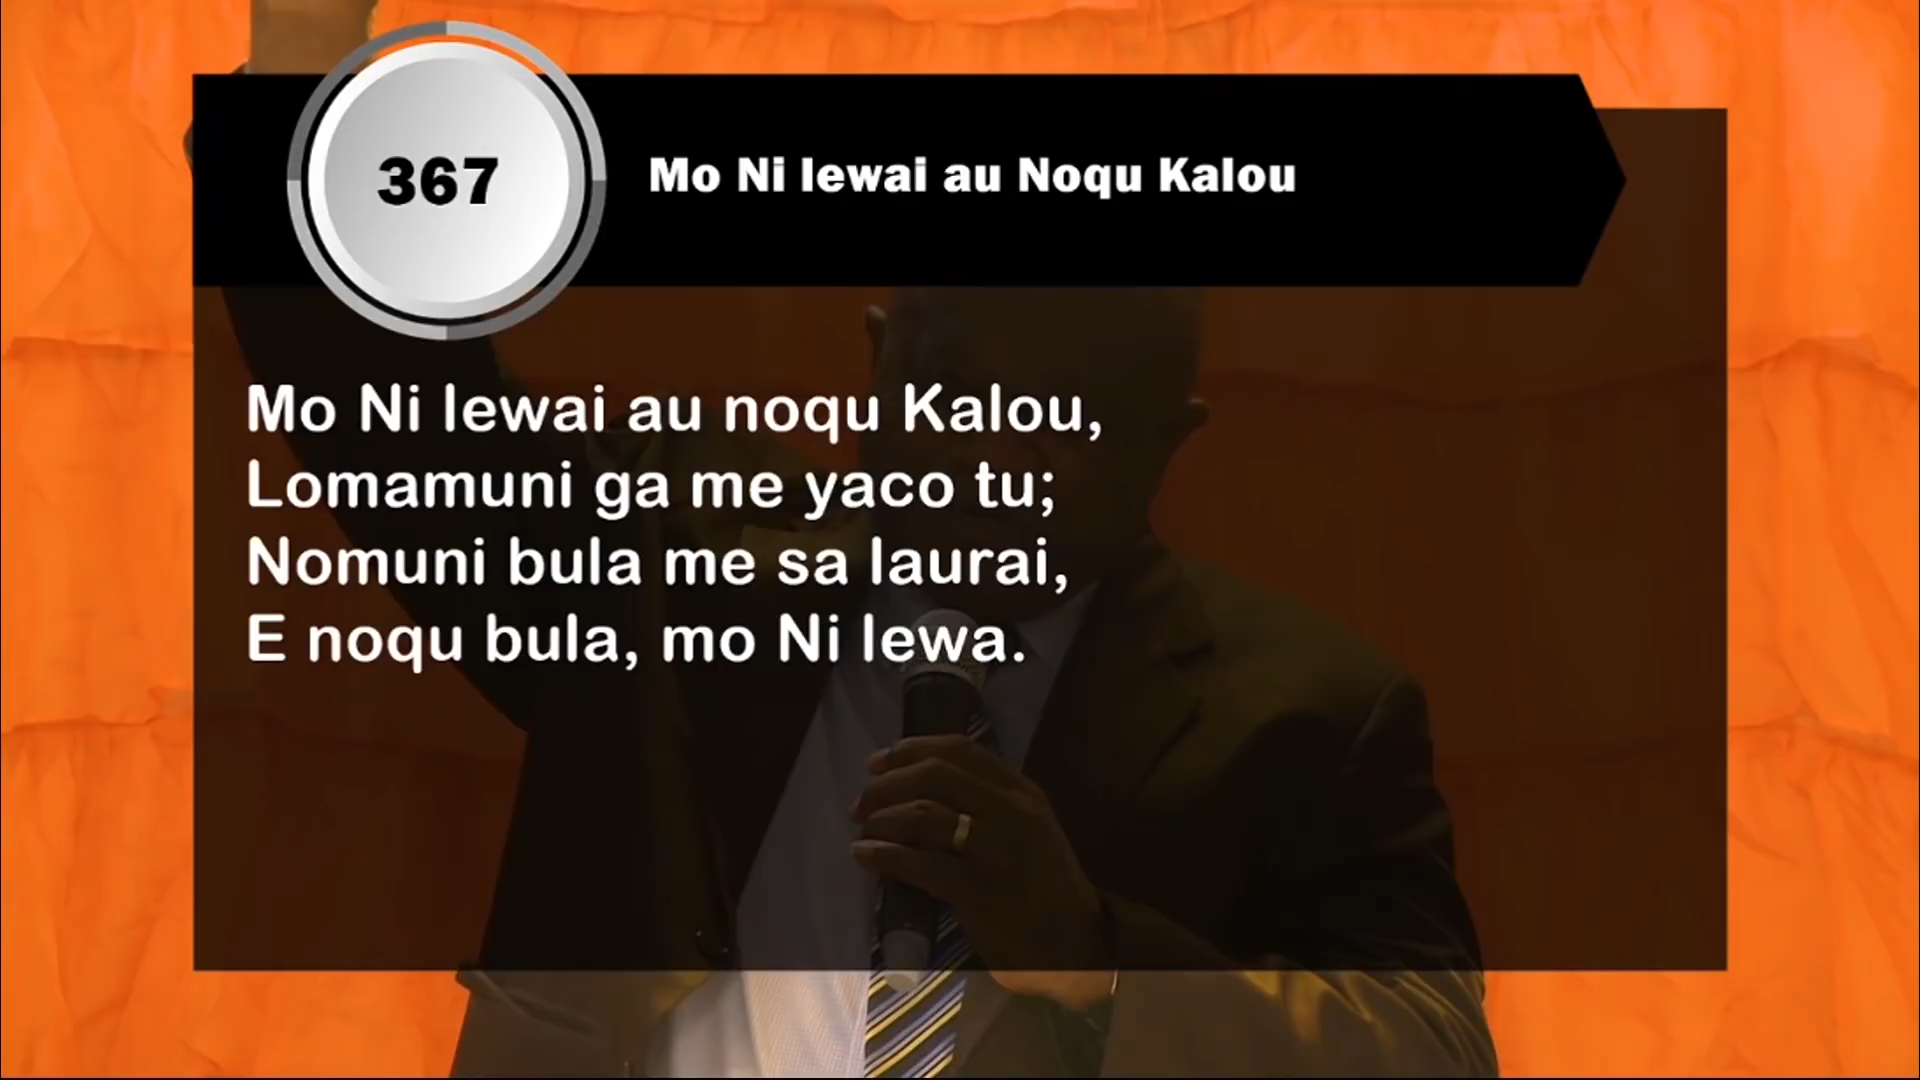 367
Mo Ni lewai au Noqu Kalou
Mo Ni lewai au noqu Kalou,
Lomamuni ga me yaco tu;
Nomuni bula me sa laurai,
E noqu bula, mo Ni lewa.